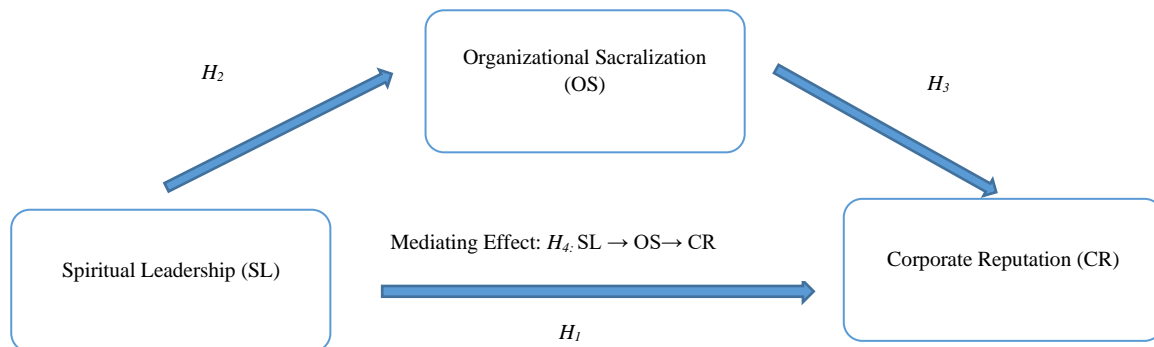 Organizational Sacralization
(OS)
H2
H3
Mediating Effect: H4: SL → OS→ CR
Spiritual Leadership (SL)
Corporate Reputation (CR)
H1